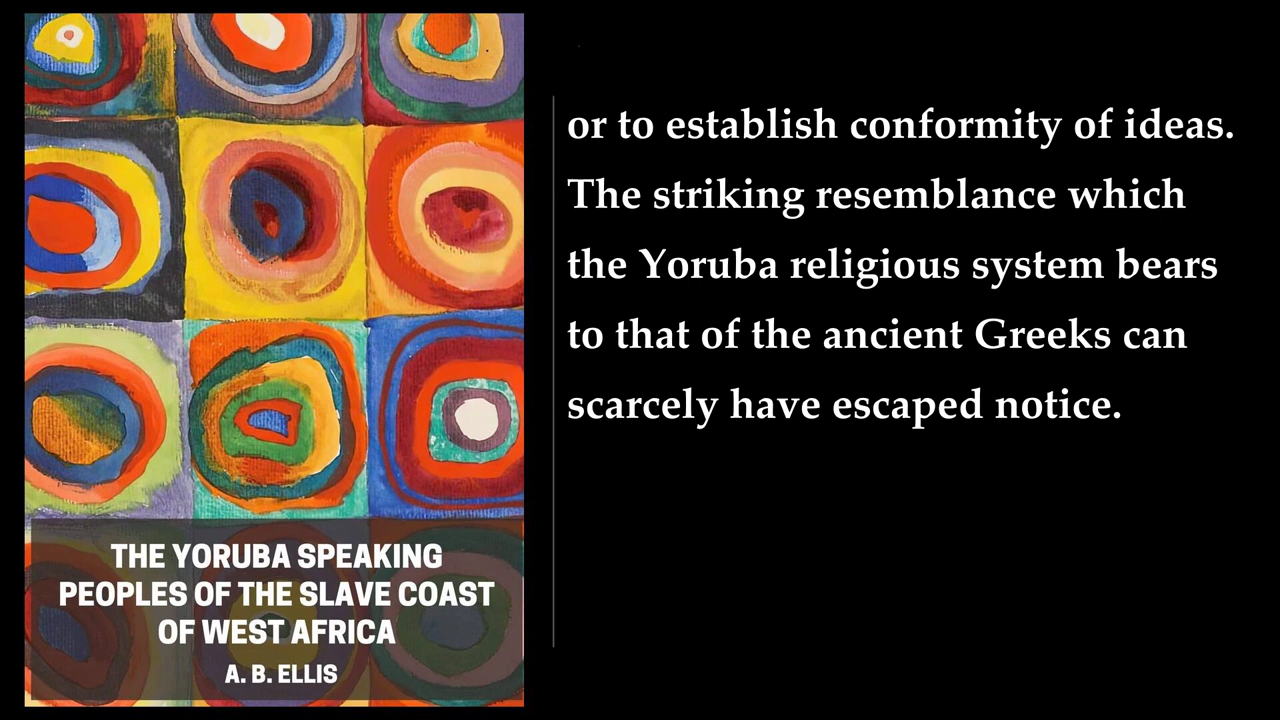 THE YORUBA SPEAKING
PEOPLES OF THE SLAVE COAST
OF WEST AFRICA
A. B. ELLIS
or to establish conformity of ideas.
The striking resemblance which
the Yoruba religious system bears
to that of the ancient Greeks can
scarcely have escaped notice.